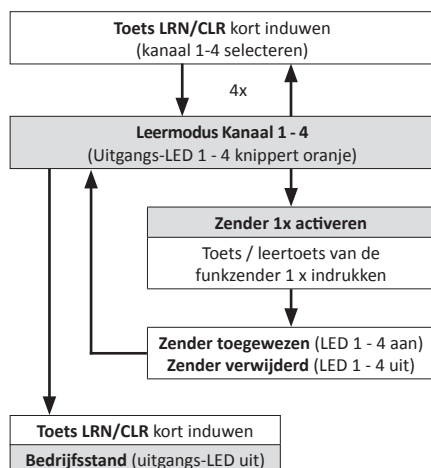 Toets LRN/CLR kort induwen
(kanaal 1-4 selecteren)
4x
Leermodus Kanaal 1 - 4
(Uitgangs-LED 1 - 4 knippert oranje)
Zender 1x activeren
Toets / leertoets van de
funkzender 1 x indrukken
Zender toegewezen (LED 1 - 4 aan)
Zender verwijderd (LED 1 - 4 uit)
Toets LRN/CLR kort induwen
Bedrijfsstand (uitgangs-LED uit)